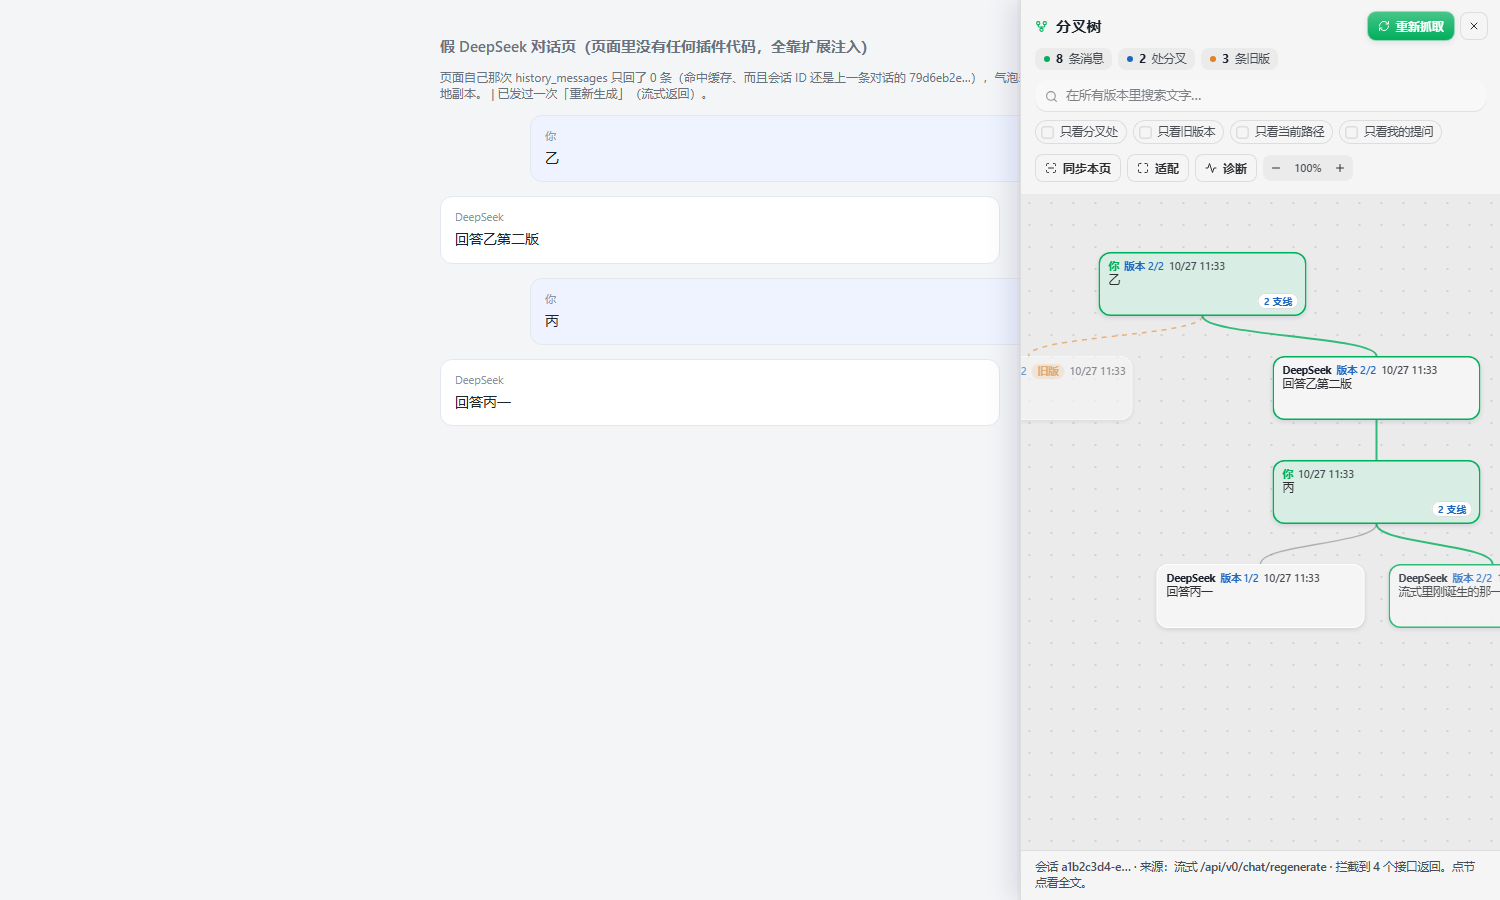 假 DeepSeek 对话页（页面里没有任何插件代码，全靠扩展注入）
页面自己那次 history_messages 只回了 0 条（命中缓存、而且会话 ID 还是上一条对话的 79d6eb2e...），气泡
地副本。 | 已发过一次「重新生成」（流式返回）。
你
乙
DeepSeek
回答乙第二版
你
丙
DeepSeek
回答丙一
分叉树
重新抓取
8 条消息
2 处分叉
3 条旧版
在所有版本里搜索文字...
只看分叉处
只看旧版本
只看当前路径
只看我的提问
同步本页
适配
诊断
− 100% +
你 版本 2/2 10/27 11:33
乙
2 支线
2 旧版 10/27 11:33
DeepSeek 版本 2/2 10/27 11:33
回答乙第二版
你 10/27 11:33
丙
2 支线
DeepSeek 版本 1/2 10/27 11:33
回答丙一
DeepSeek 版本 2/2 1
流式里刚诞生的那一
会话 a1b2c3d4-e... · 来源：流式 /api/v0/chat/regenerate · 拦截到 4 个接口返回。点节
点看全文。